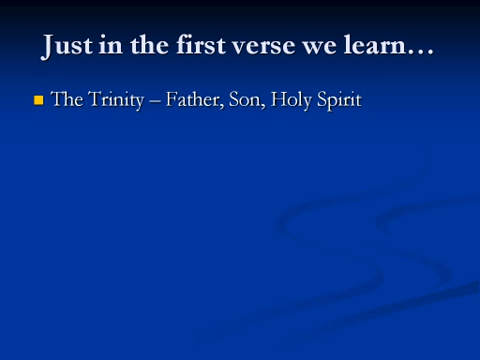 Just in the first verse we learn…
The Trinity – Father, Son, Holy Spirit